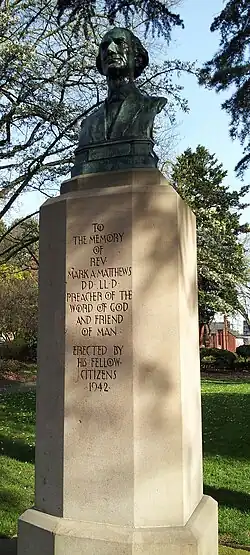 TO
THE MEMORY
OF
REV
MARK·A·MATTHEWS
D·D· LL·D·
PREACHER OF THE
WORD OF GOD
AND FRIEND
OF MAN
ERECTED BY
HIS FELLOW-
CITIZENS
1942